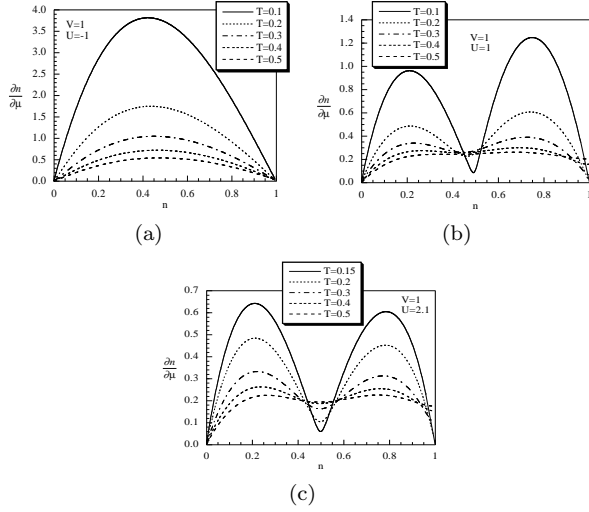 4.0
3.5
3.0
2.5
2.0
1.5
1.0
0.5
0.0
∂n
∂μ
V=1
U=-1
T=0.1
T=0.2
T=0.3
T=0.4
T=0.5
0 0.2 0.4 0.6 0.8 1
n
(a)
1.4
1.2
1.0
0.8
0.6
0.4
0.2
0.0
∂n
∂μ
T=0.1
T=0.2
T=0.3
T=0.4
T=0.5
V=1
U=1
0 0.2 0.4 0.6 0.8 1
n
(b)
0.7
0.6
0.5
0.4
0.3
0.2
0.1
0.0
∂n
∂μ
T=0.15
T=0.2
T=0.3
T=0.4
T=0.5
V=1
U=2.1
0 0.2 0.4 0.6 0.8 1
n
(c)